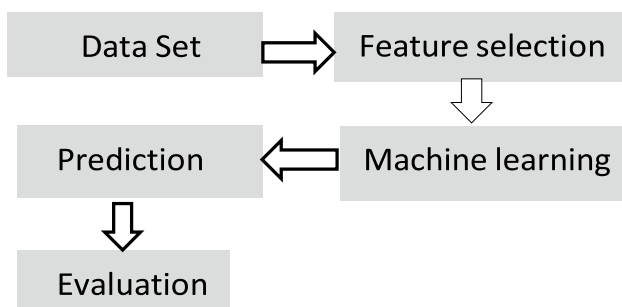 Data Set
Feature selection
Machine learning
Prediction
Evaluation